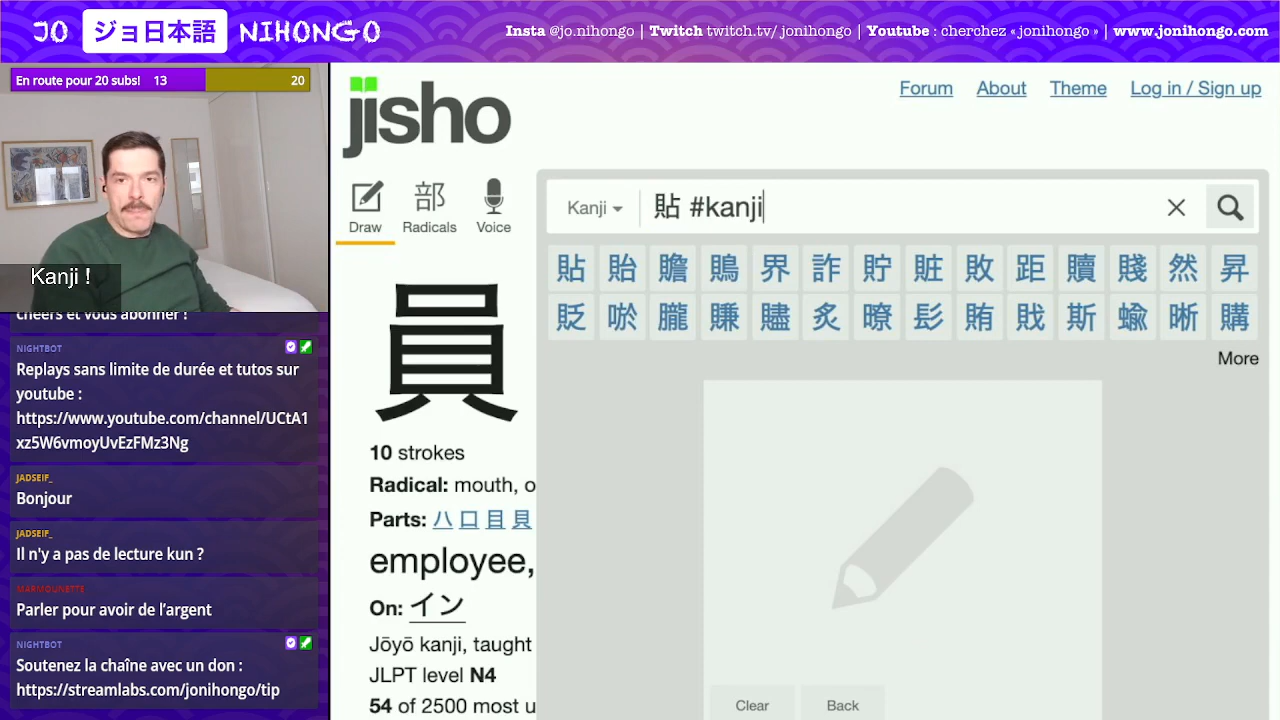 JO ジョ日本語 NIHONGO
Insta @jo.nihongo | Twitch twitch.tv/ jonihongo | Youtube : cherchez « jonihongo » | www.jonihongo.com
En route pour 20 subs! 13 20
Kanji !
cheers et vous abonner !
NIGHTBOT
Replays sans limite de durée et tutos sur
youtube :
https://www.youtube.com/channel/UCtA1
xz5W6vmoyUvEzFMz3Ng
JADSEIF_
Bonjour
JADSEIF_
Il n'y a pas de lecture kun ?
MARMOUNETTE
Parler pour avoir de l’argent
NIGHTBOT
Soutenez la chaîne avec un don :
https://streamlabs.com/jonihongo/tip
jisho
Forum About Theme Log in / Sign up
Draw 部 Radicals Voice
Kanji 貼 #kanji
貼 貽 贍 鵙 界 詐 貯 賍 敗 距 贖 賤 然 昇
貶 唹 朧 賺 贐 炙 暸 髟 賄 戝 斯 蝓 晰 購
More
員
10 strokes
Radical: mouth, o
Parts: ハ 口 目 貝
employee,
On: イン
Jōyō kanji, taught
JLPT level N4
54 of 2500 most u
Clear Back